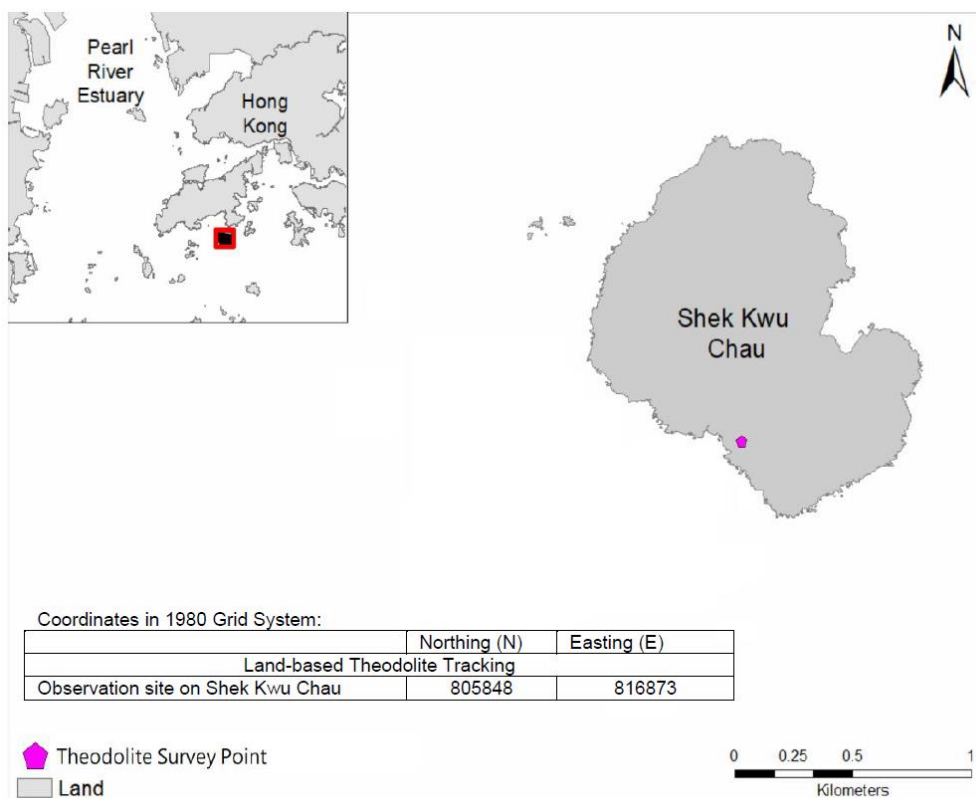 Pearl
River
Estuary
Hong
Kong
N
Shek Kwu
Chau
Coordinates in 1980 Grid System:
Northing (N) Easting (E)
Land-based Theodolite Tracking
Observation site on Shek Kwu Chau 805848 816873
Theodolite Survey Point
Land
0 0.25 0.5 1
Kilometers